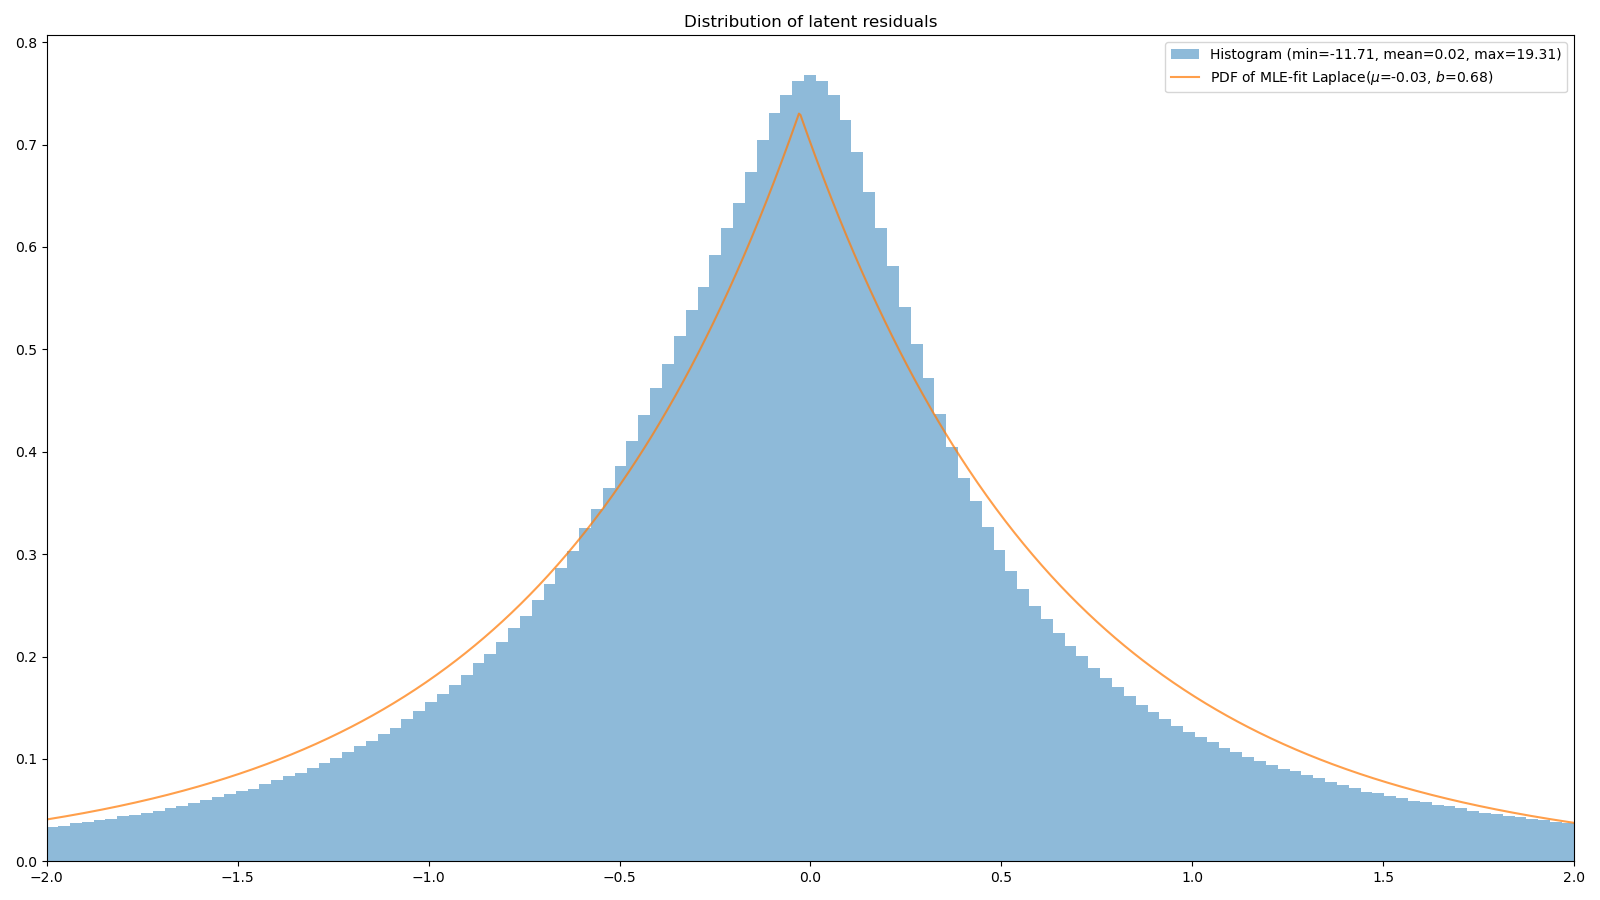 Distribution of latent residuals
Histogram (min=-11.71, mean=0.02, max=19.31)
PDF of MLE-fit Laplace(μ=-0.03, b=0.68)
0.8
0.7
0.6
0.5
0.4
0.3
0.2
0.1
0.0
−2.0 −1.5 −1.0 −0.5 0.0 0.5 1.0 1.5 2.0